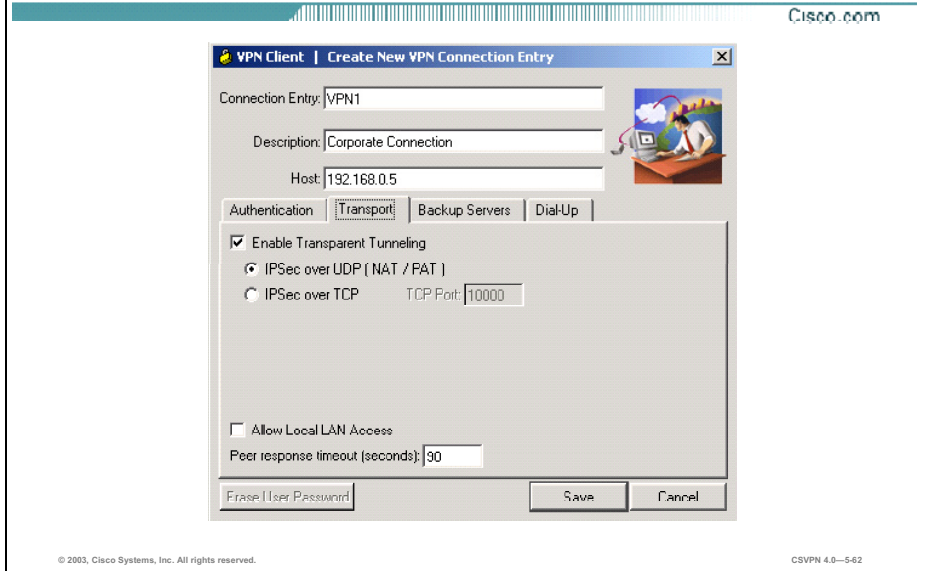 Cisco.com
VPN Client | Create New VPN Connection Entry
Connection Entry: VPN1
Description: Corporate Connection
Host: 192.168.0.5
Authentication Transport Backup Servers Dial-Up
Enable Transparent Tunneling
IPSec over UDP ( NAT / PAT )
IPSec over TCP TCP Port: 10000
Allow Local LAN Access
Peer response timeout (seconds): 90
Erase User Password Save Cancel
© 2003, Cisco Systems, Inc. All rights reserved. CSVPN 4.0—5-62